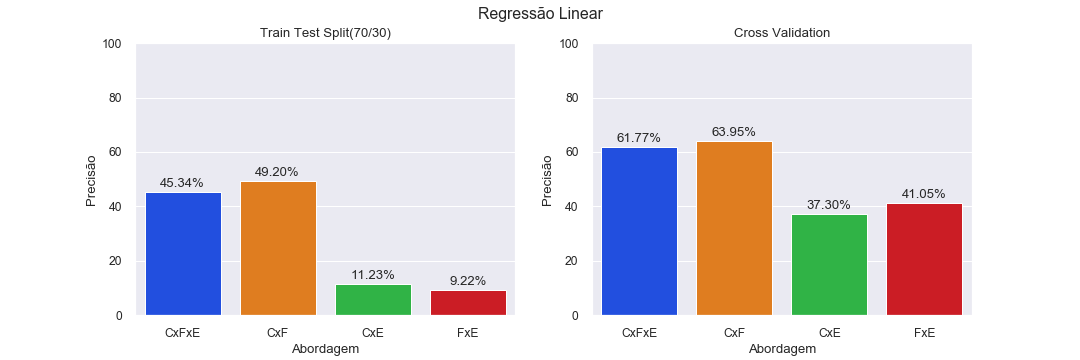 Regressão Linear
Train Test Split(70/30)
Precisão
100
80
60
40
20
0
45.34%
49.20%
11.23%
9.22%
CxFxE
CxF
CxE
FxE
Abordagem
Cross Validation
Precisão
100
80
60
40
20
0
61.77%
63.95%
37.30%
41.05%
CxFxE
CxF
CxE
FxE
Abordagem